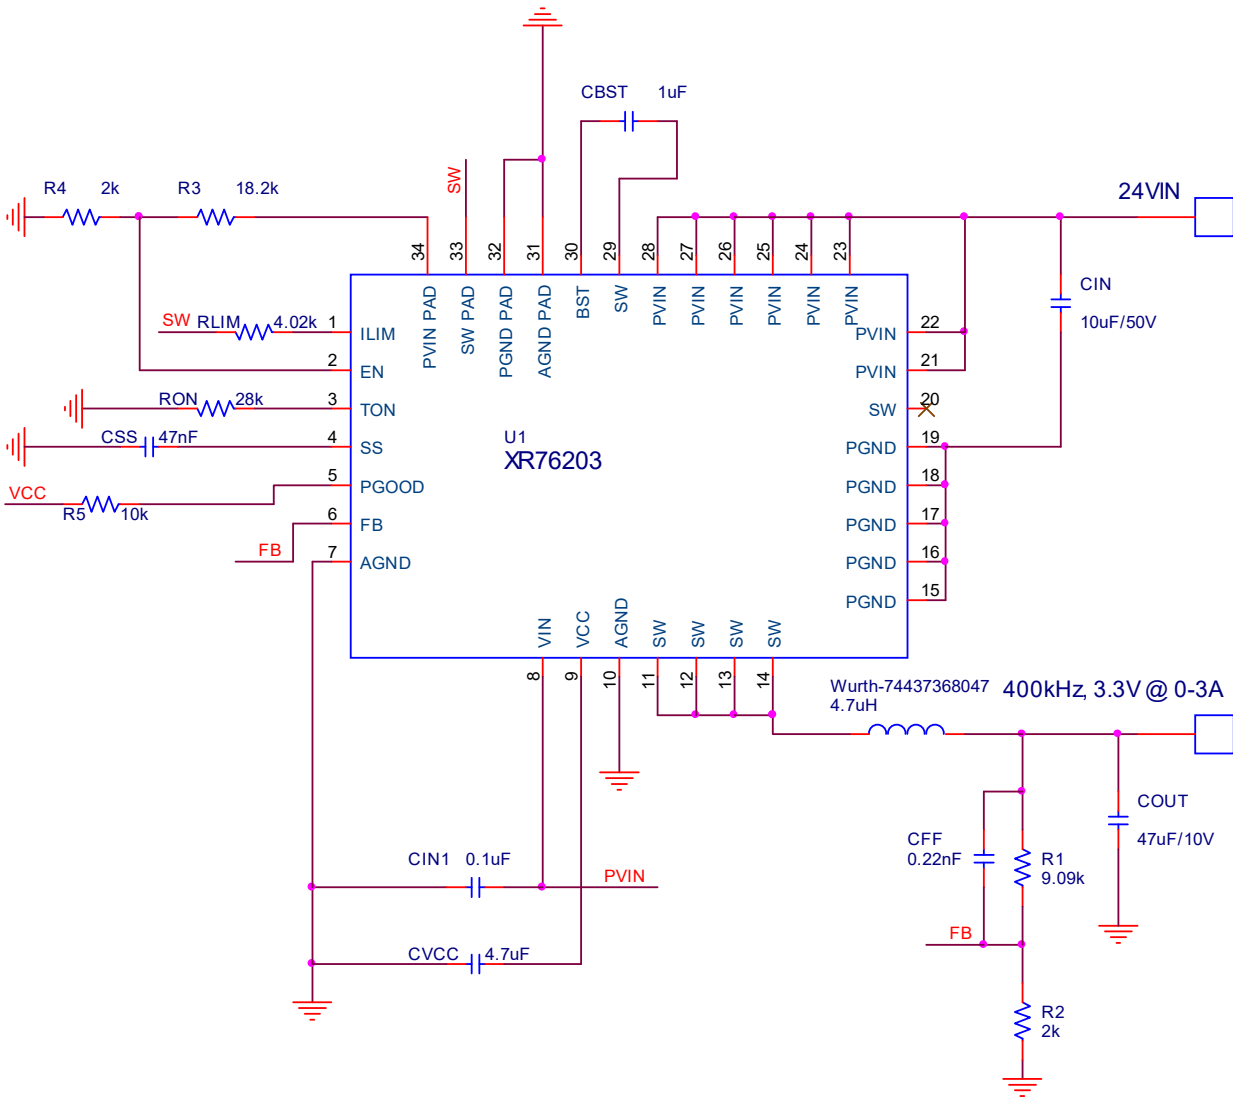 CBST 1uF
R4 2k R3 18.2k
SW
24VIN
34 33 32 31 30 29 28 27 26 25 24 23
PVIN PAD SW PAD PGND PAD AGND PAD BST SW PVIN PVIN PVIN PVIN PVIN PVIN
CIN
10uF/50V
SW RLIM 4.02k 1 ILIM
PVIN 22
2 EN
PVIN 21
RON 28k 3 TON
SW 20
CSS 47nF 4 SS
PGND 19
U1
XR76203
VCC
R5 10k
5 PGOOD
PGND 18
6 FB
PGND 17
FB
7 AGND
PGND 16
PGND 15
VIN VCC AGND SW SW SW SW
8 9 10 11 12 13 14
Wurth-74437368047
4.7uH
400kHz, 3.3V @ 0-3A
COUT
47uF/10V
CFF
0.22nF
R1
9.09k
CIN1 0.1uF
PVIN
FB
CVCC 4.7uF
R2
2k